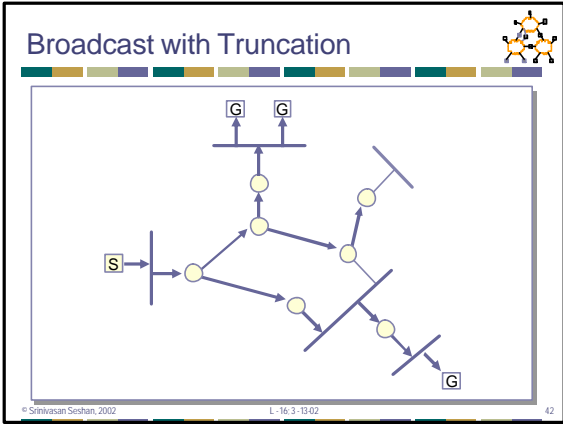 Broadcast with Truncation
G G
S
G
© Srinivasan Seshan, 2002 L -16; 3 -13-02 42